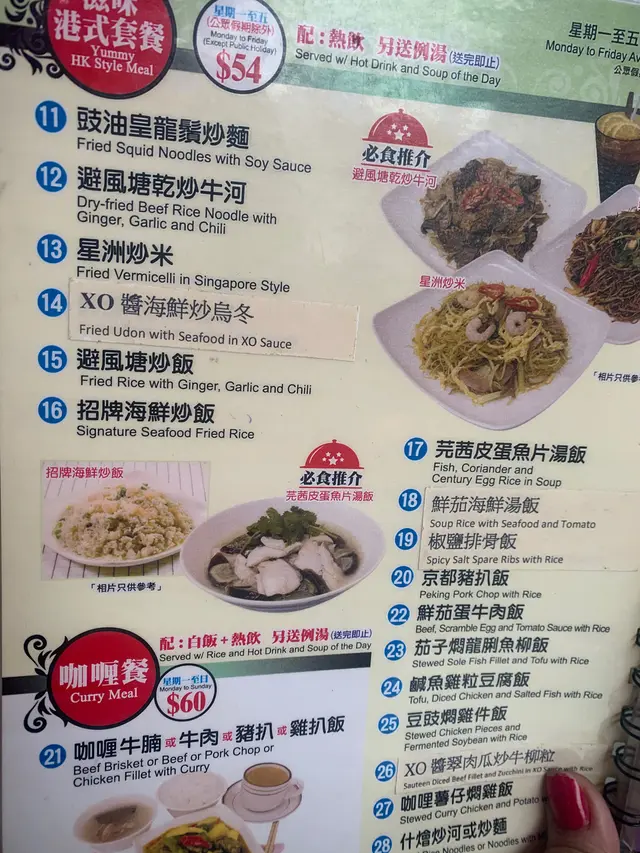 滋味
港式套餐
Yummy
HK Style Meal
星期一至五
(公眾假期除外)
Monday to Friday
(Except Public Holiday)
$54
配：熱飲 另送例湯(送完即止)
Served w/ Hot Drink and Soup of the Day
星期一至五
Monday to Friday
11 豉油皇龍鬚炒麵
Fried Squid Noodles with Soy Sauce
12 避風塘乾炒牛河
Dry-fried Beef Rice Noodle with
Ginger, Garlic and Chili
13 星洲炒米
Fried Vermicelli in Singapore Style
14 XO 醬海鮮炒烏冬
Fried Udon with Seafood in XO Sauce
15 避風塘炒飯
Fried Rice with Ginger, Garlic and Chili
16 招牌海鮮炒飯
Signature Seafood Fried Rice
必食推介
避風塘乾炒牛河
星洲炒米
「相片只供參
招牌海鮮炒飯
「相片只供參考」
必食推介
芫茜皮蛋魚片湯飯
17 芫茜皮蛋魚片湯飯
Fish, Coriander and
Century Egg Rice in Soup
18 鮮茄海鮮湯飯
Soup Rice with Seafood and Tomato
19 椒鹽排骨飯
Spicy Salt Spare Ribs with Rice
20 京都豬扒飯
Peking Pork Chop with Rice
22 鮮茄蛋牛肉飯
Beef, Scramble Egg and Tomato Sauce with Rice
23 茄子燜龍脷魚柳飯
Stewed Sole Fish Fillet and Tofu with Rice
24 鹹魚雞粒豆腐飯
Tofu, Diced Chicken and Salted Fish with Rice
25 豆豉燜雞件飯
Stewed Chicken Pieces and
Fermented Soybean with Rice
26 XO 醬翠肉瓜炒牛柳粒
Sauteen Diced Beef Fillet and Zucchini in XO Sauce with Rice
27 咖喱薯仔燜雞飯
Stewed Curry Chicken and Potato
28 什燴炒河或炒麵
Rice Noodles or Noodles with
咖喱餐
Curry Meal
星期一至日
Monday to Sunday
$60
配：白飯+熱飲 另送例湯(送完即止)
Served w/ Rice and Hot Drink and Soup of the Day
21 咖喱牛腩或牛肉或豬扒或雞扒飯
Beef Brisket or Beef or Pork Chop or
Chicken Fillet with Curry